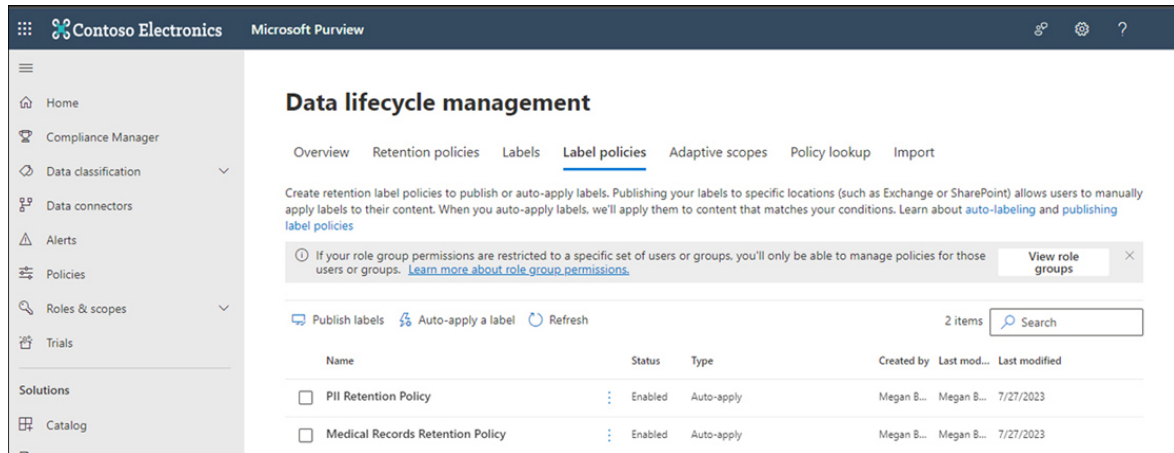 Contoso Electronics Microsoft Purview
Home
Compliance Manager
Data classification
Data connectors
Alerts
Policies
Roles & scopes
Trials
Solutions
Catalog
Data lifecycle management
Overview Retention policies Labels Label policies Adaptive scopes Policy lookup Import
Create retention label policies to publish or auto-apply labels. Publishing your labels to specific locations (such as Exchange or SharePoint) allows users to manually
apply labels to their content. When you auto-apply labels, we'll apply them to content that matches your conditions. Learn about auto-labeling and publishing
label policies
If your role group permissions are restricted to a specific set of users or groups, you'll only be able to manage policies for those
users or groups. Learn more about role group permissions.
View role
groups
Publish labels Auto-apply a label Refresh 2 items Search
Name Status Type Created by Last mod... Last modified
PII Retention Policy Enabled Auto-apply Megan B... Megan B... 7/27/2023
Medical Records Retention Policy Enabled Auto-apply Megan B... Megan B... 7/27/2023